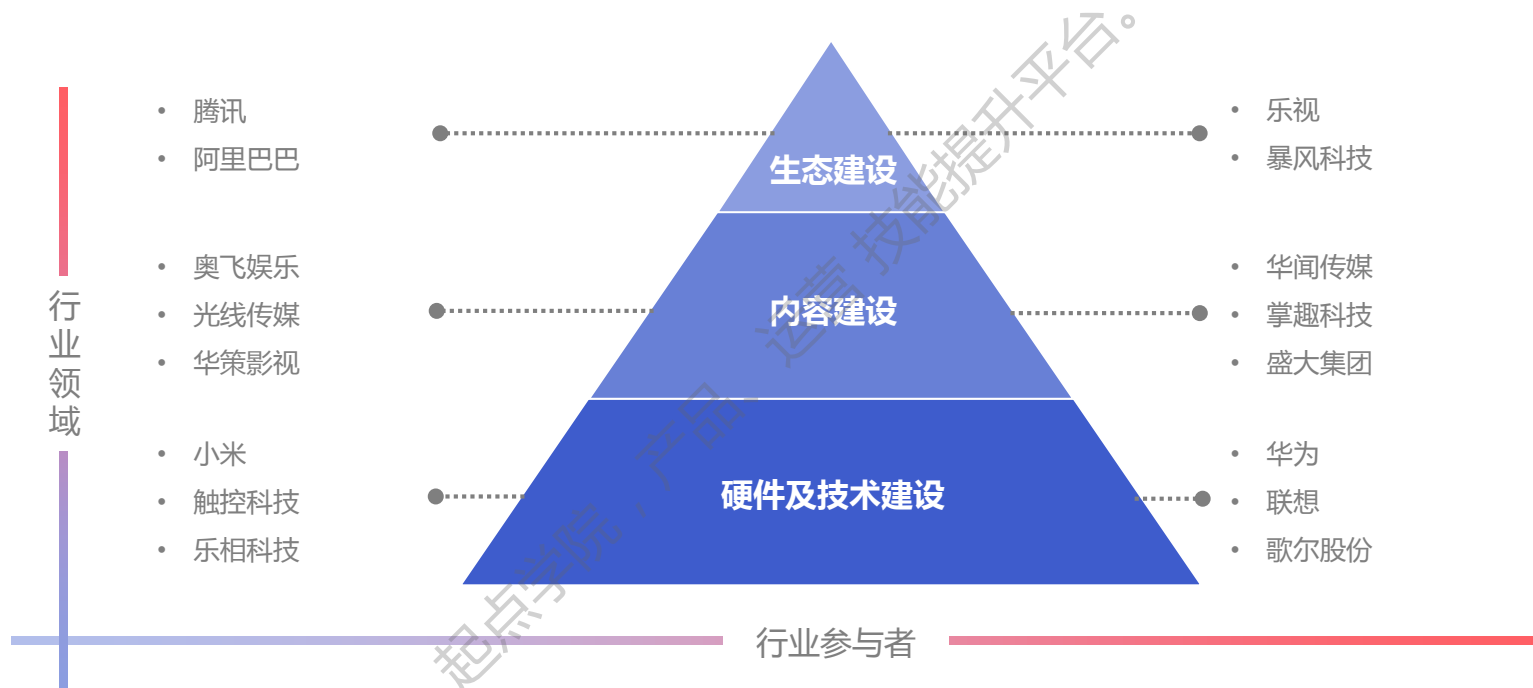 腾讯
阿里巴巴
乐视
暴风科技
生态建设
奥飞娱乐
光线传媒
华策影视
华闻传媒
掌趣科技
盛大集团
内容建设
行业领域
小米
触控科技
乐相科技
华为
联想
歌尔股份
硬件及技术建设
行业参与者
起点学院，产品、运营 技能提升平台。